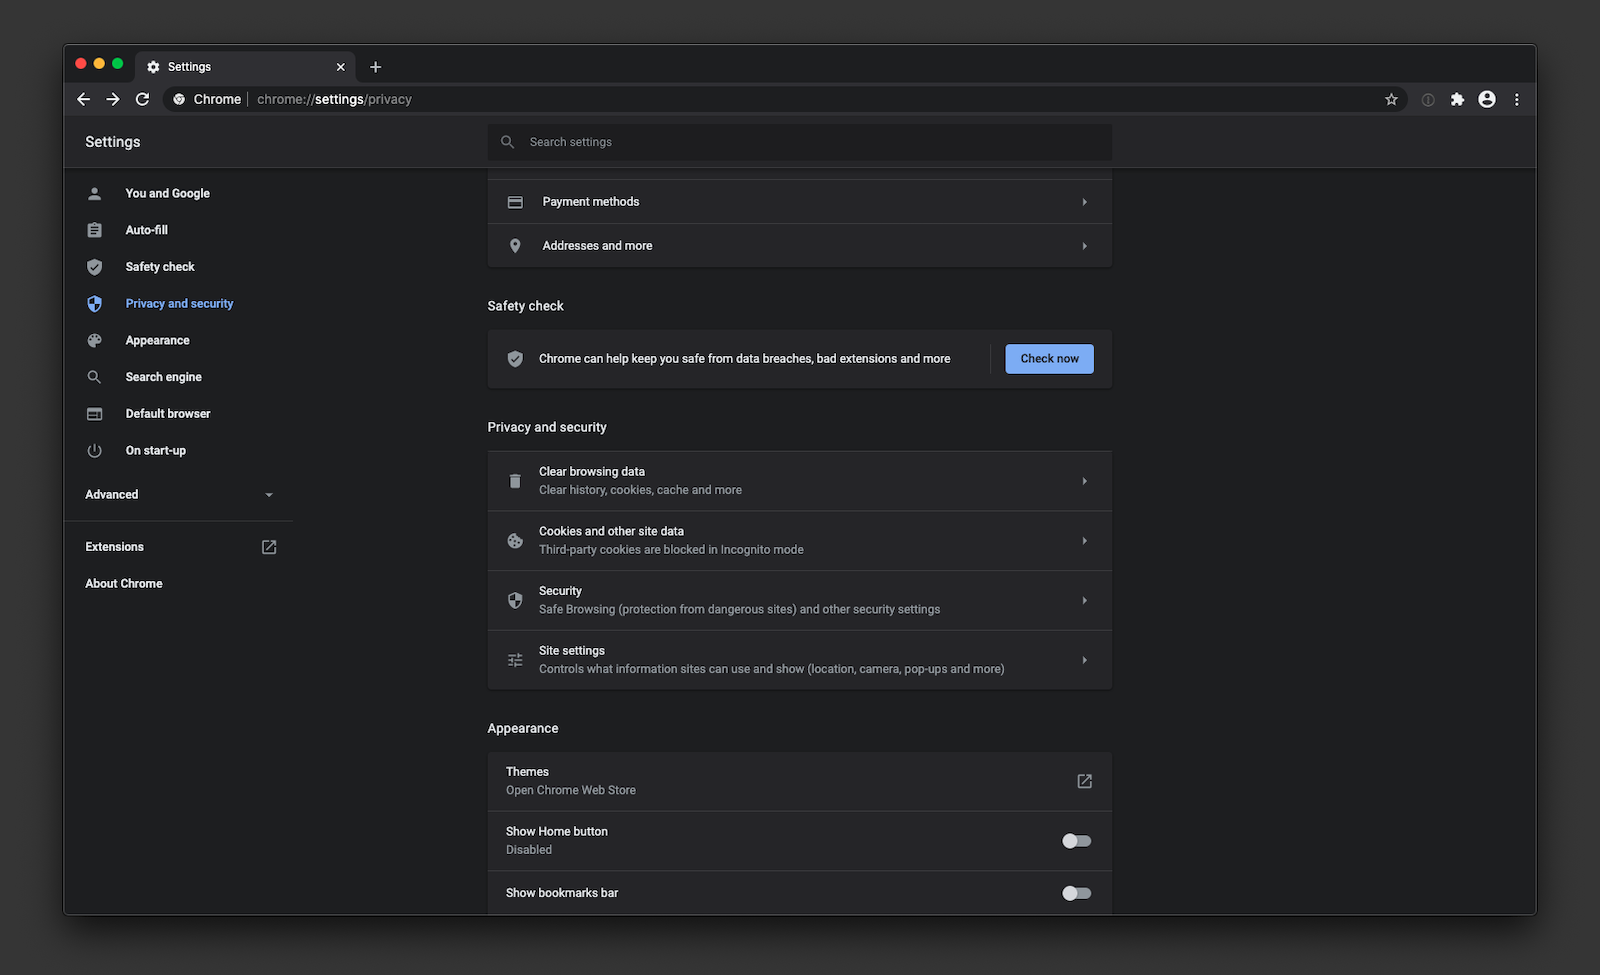 Settings
Chrome
chrome://settings/privacy
Settings
Search settings
You and Google
Auto-fill
Safety check
Privacy and security
Appearance
Search engine
Default browser
On start-up
Advanced
Extensions
About Chrome
Payment methods
Addresses and more
Safety check
Chrome can help keep you safe from data breaches, bad extensions and more
Check now
Privacy and security
Clear browsing data
Clear history, cookies, cache and more
Cookies and other site data
Third-party cookies are blocked in Incognito mode
Security
Safe Browsing (protection from dangerous sites) and other security settings
Site settings
Controls what information sites can use and show (location, camera, pop-ups and more)
Appearance
Themes
Open Chrome Web Store
Show Home button
Disabled
Show bookmarks bar